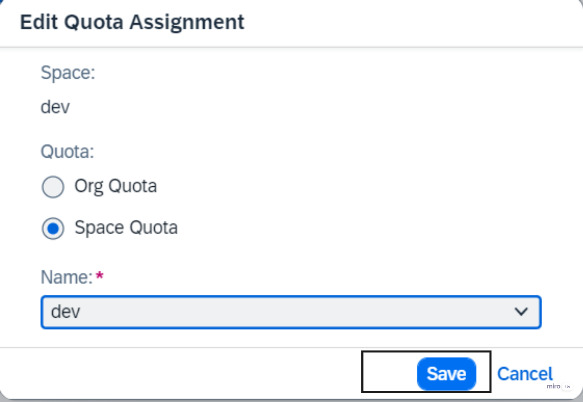 Edit Quota Assignment
Space:
dev
Quota:
Org Quota
Space Quota
Name:*
dev
Save Cancel